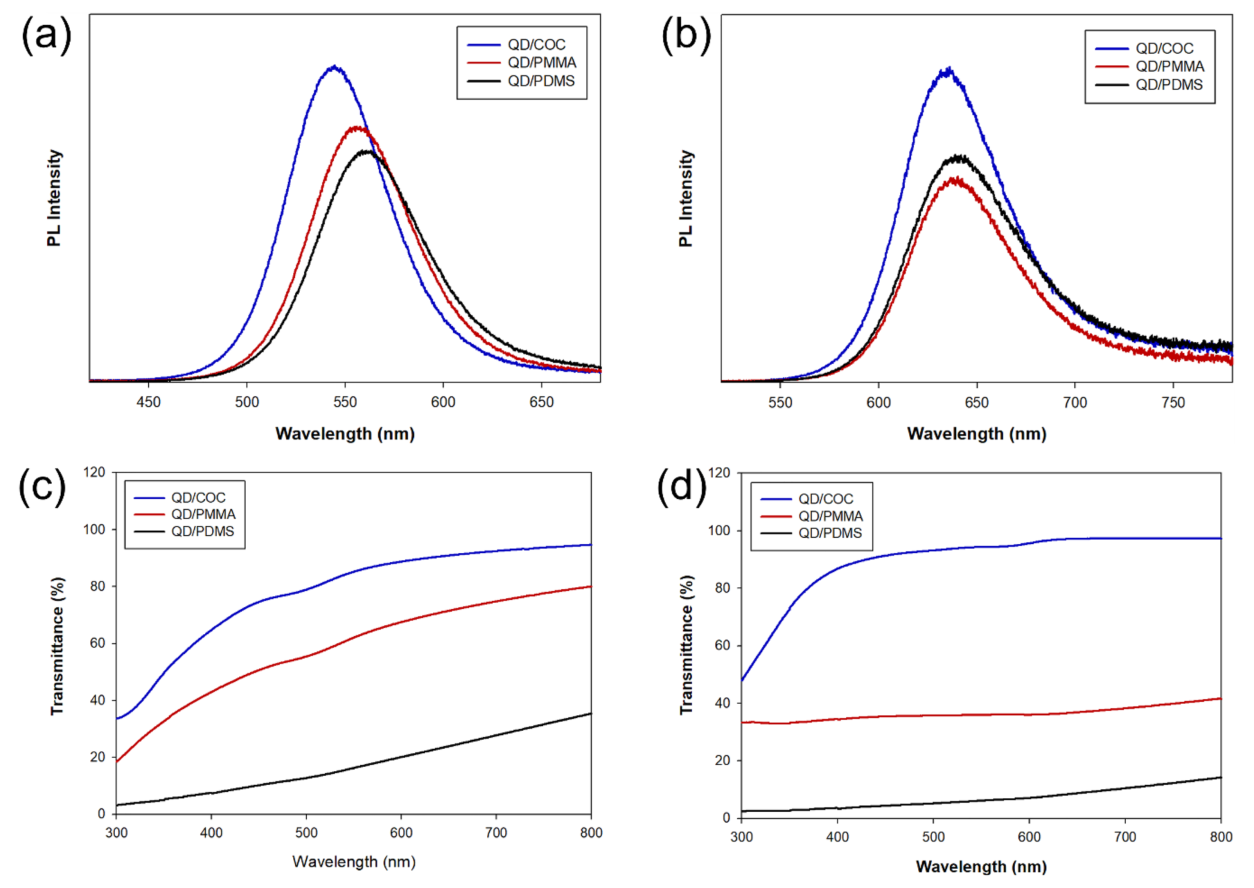 (a)
QD/COC
QD/PMMA
QD/PDMS
PL Intensity
450 500 550 600 650
Wavelength (nm)
(b)
QD/COC
QD/PMMA
QD/PDMS
PL Intensity
550 600 650 700 750
Wavelength (nm)
(c)
120
100
80
60
40
20
0
QD/COC
QD/PMMA
QD/PDMS
Transmittance (%)
300 400 500 600 700 800
Wavelength (nm)
(d)
120
100
80
60
40
20
0
QD/COC
QD/PMMA
QD/PDMS
Transmittance (%)
300 400 500 600 700 800
Wavelength (nm)